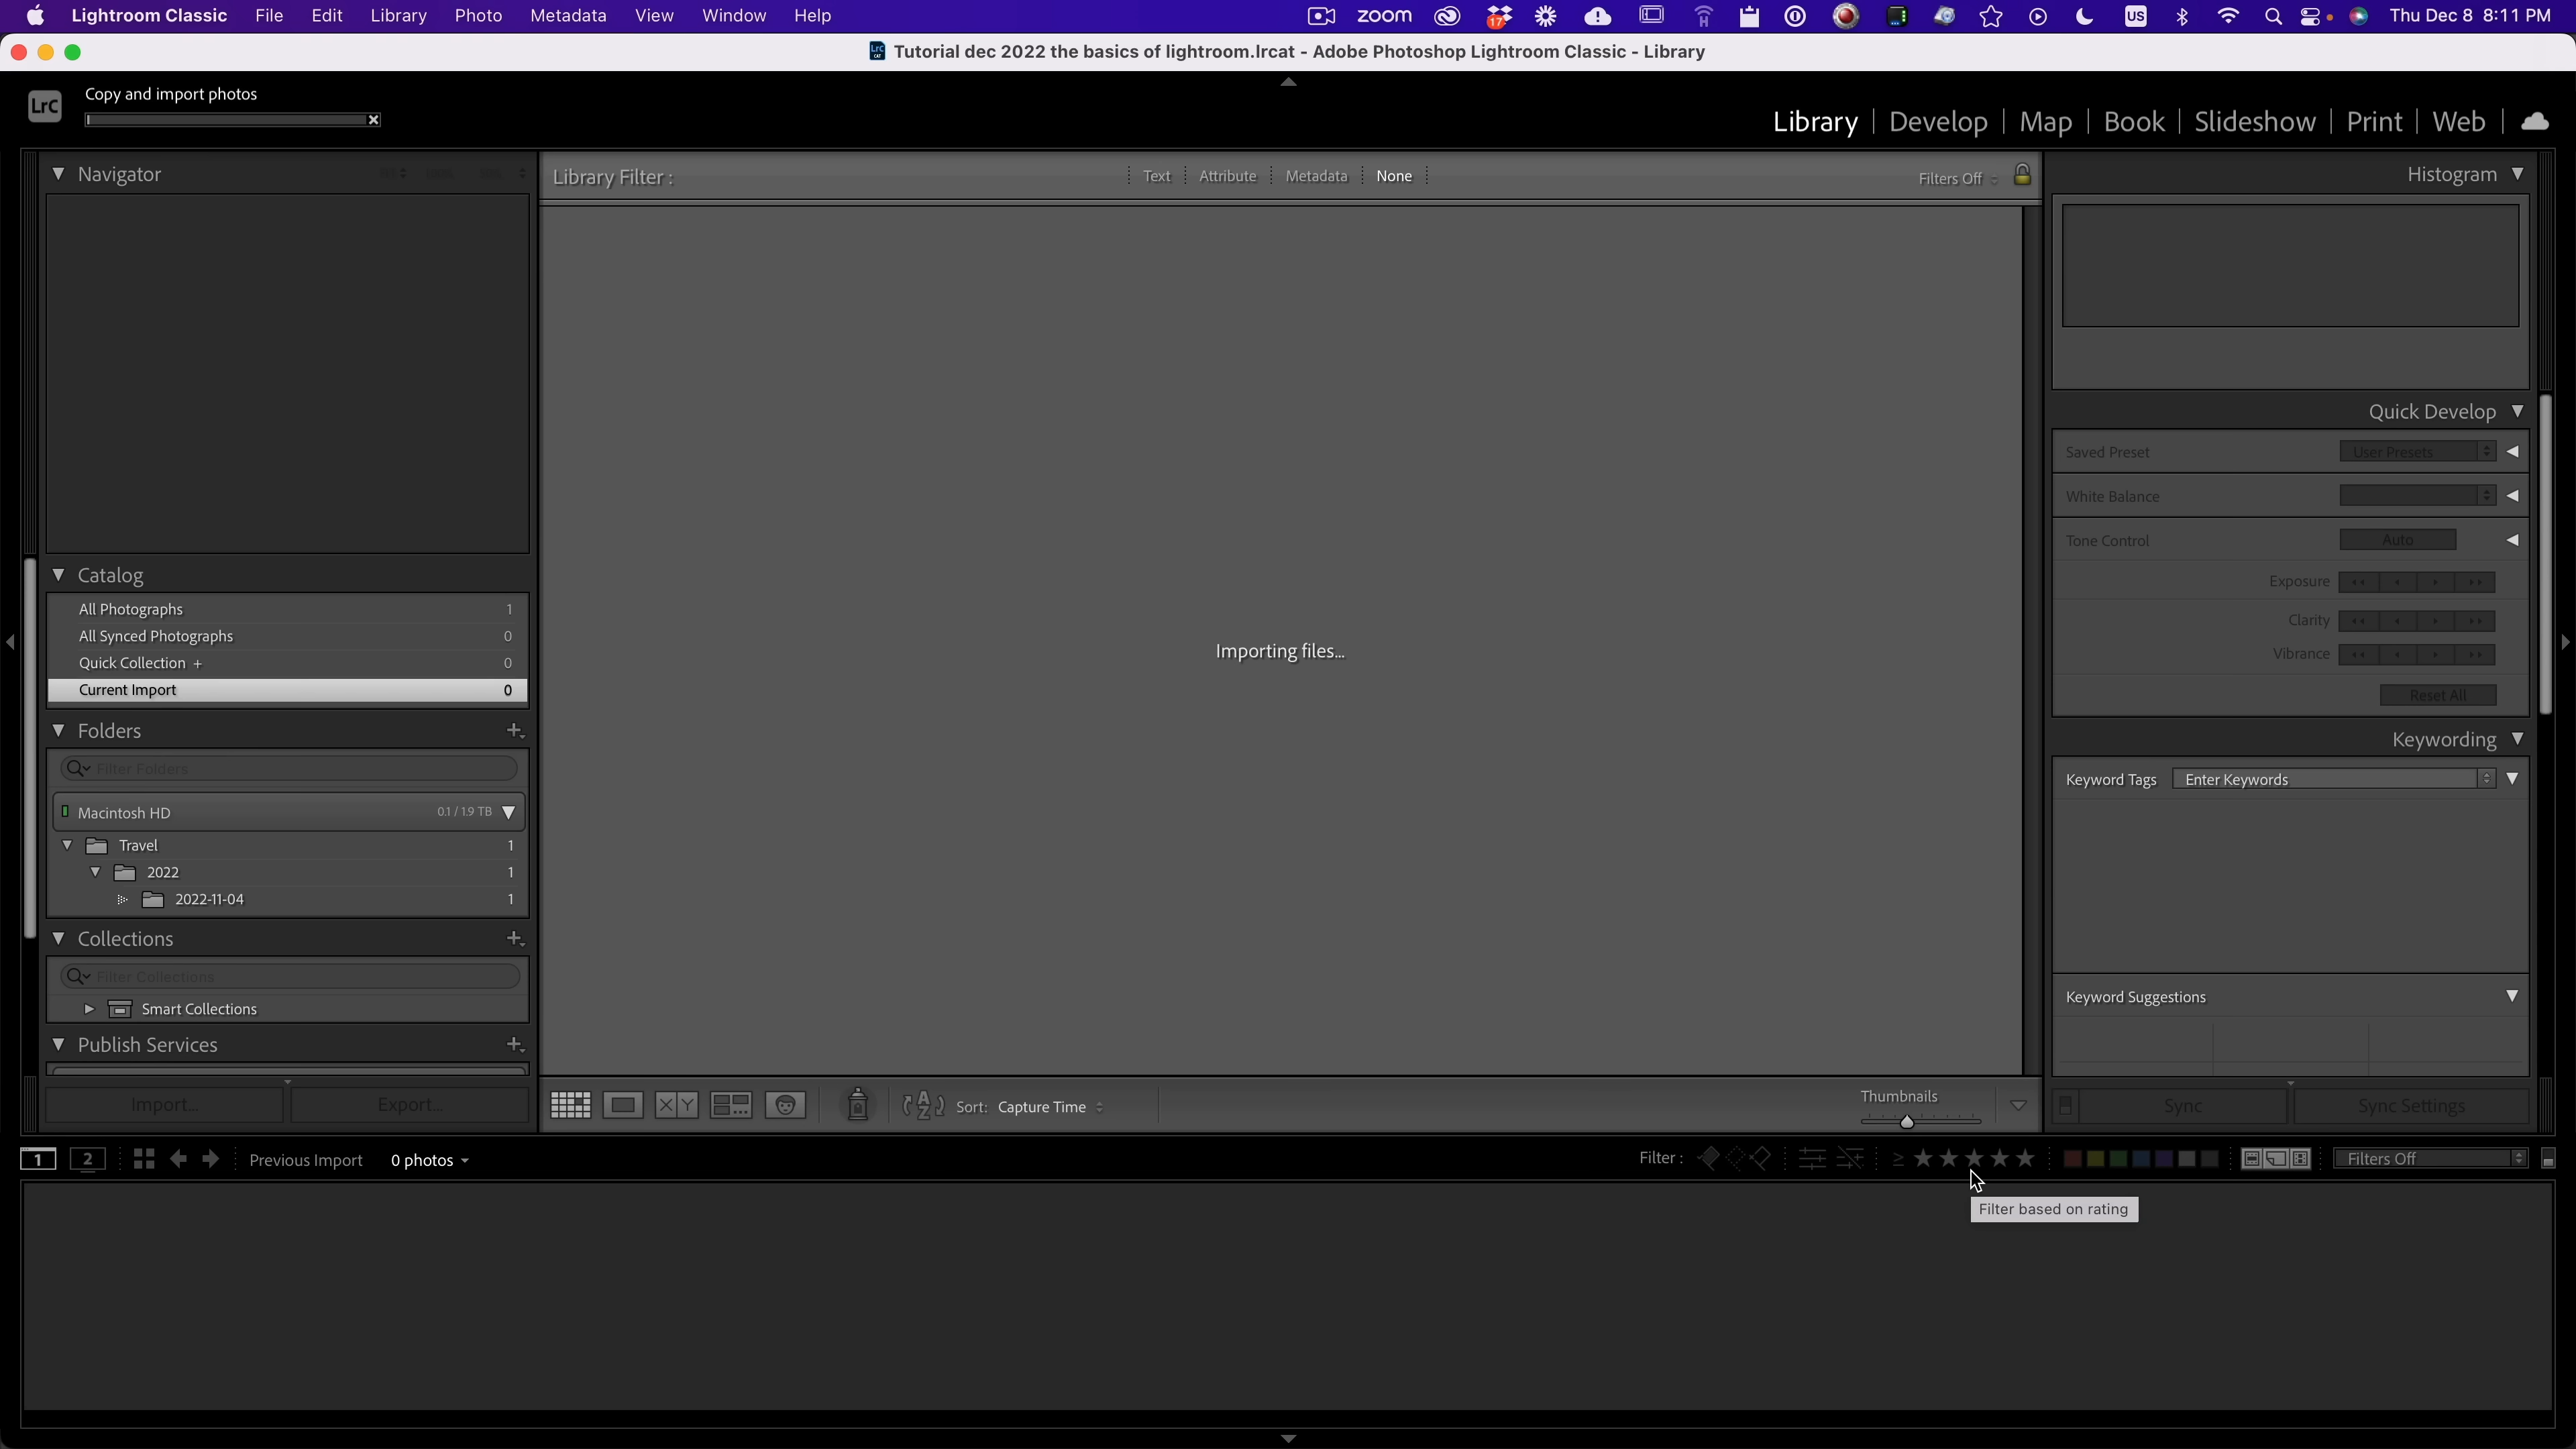 Lightroom Classic File Edit Library Photo Metadata View Window Help zoom 17 US Thu Dec 8 8:11 PM
Tutorial dec 2022 the basics of lightroom.lrcat - Adobe Photoshop Lightroom Classic - Library
LrC Copy and import photos
Library | Develop | Map | Book | Slideshow | Print | Web
Navigator
Library Filter : Text Attribute Metadata None Filters Off
Histogram
Quick Develop
Saved Preset User Presets
White Balance
Tone Control Auto
Exposure
Clarity
Vibrance
Reset All
Catalog
All Photographs 1
All Synced Photographs 0
Quick Collection + 0
Current Import 0
Importing files...
Folders
Filter Folders
Macintosh HD 0.1 / 1.9 TB
Travel 1
2022 1
2022-11-04 1
Keywording
Keyword Tags Enter Keywords
Keyword Suggestions
Collections
Filter Collections
Smart Collections
Publish Services
Import... Export...
X Y
A Z Sort: Capture Time
Thumbnails
Sync Sync Settings
1 2 Previous Import 0 photos
Filter : ≥ ★★★★★ Filters Off
Filter based on rating